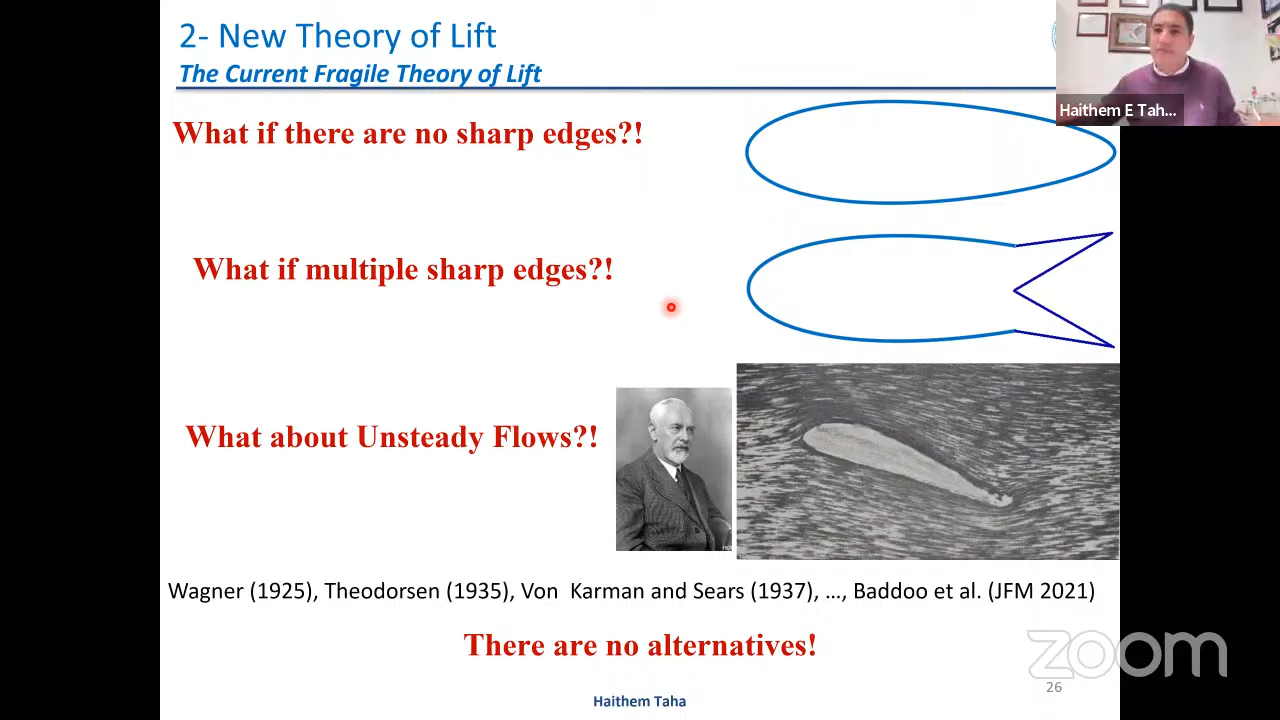 2- New Theory of Lift
The Current Fragile Theory of Lift
Haithem E Tah...
What if there are no sharp edges?!
What if multiple sharp edges?!
What about Unsteady Flows?!
Wagner (1925), Theodorsen (1935), Von Karman and Sears (1937), ..., Baddoo et al. (JFM 2021)
There are no alternatives!
zoom
26
Haithem Taha